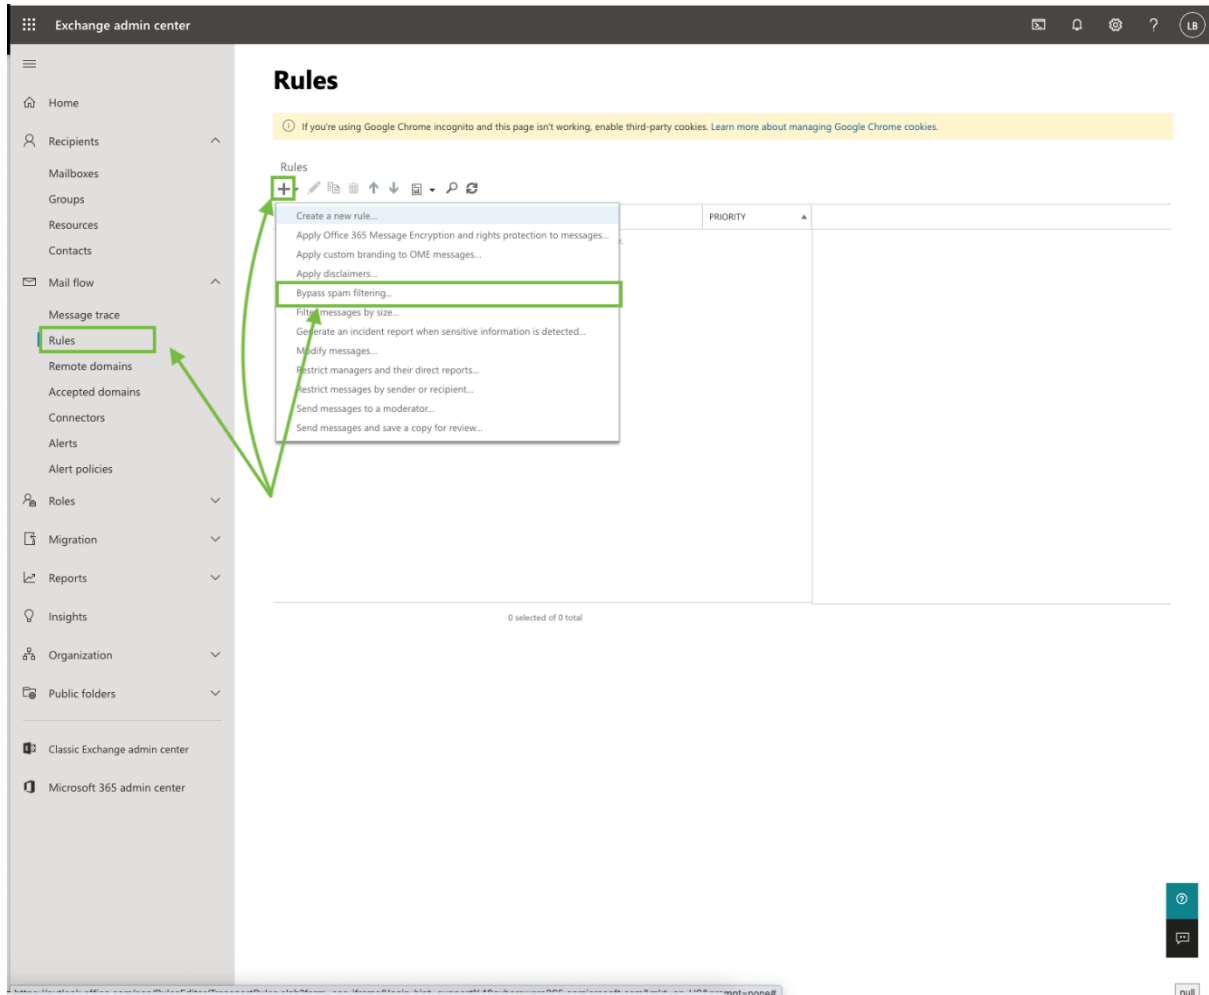 Exchange admin center
LB
Home
Recipients
Mailboxes
Groups
Resources
Contacts
Mail flow
Message trace
Rules
Remote domains
Accepted domains
Connectors
Alerts
Alert policies
Roles
Migration
Reports
Insights
Organization
Public folders
Classic Exchange admin center
Microsoft 365 admin center
Rules
If you're using Google Chrome incognito and this page isn't working, enable third-party cookies. Learn more about managing Google Chrome cookies.
Rules
PRIORITY
Create a new rule...
Apply Office 365 Message Encryption and rights protection to messages...
Apply custom branding to OME messages...
Apply disclaimers...
Bypass spam filtering...
Filter messages by size...
Generate an incident report when sensitive information is detected...
Modify messages...
Restrict managers and their direct reports...
Restrict messages by sender or recipient...
Send messages to a moderator...
Send messages and save a copy for review...
0 selected of 0 total
null